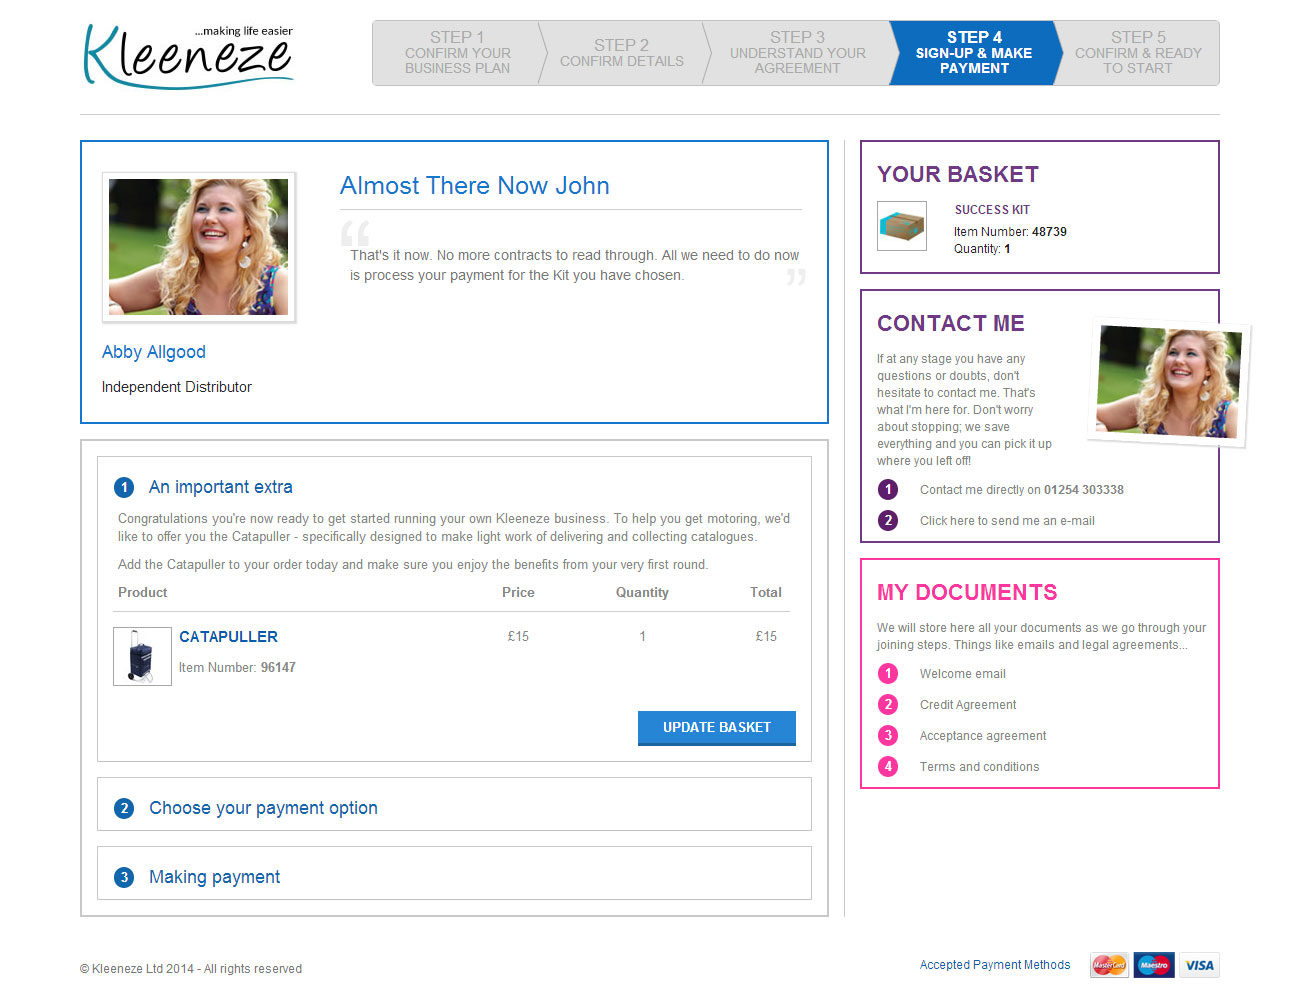 ...making life easier
Kleeneze
STEP 1
CONFIRM YOUR
BUSINESS PLAN
STEP 2
CONFIRM DETAILS
STEP 3
UNDERSTAND YOUR
AGREEMENT
STEP 4
SIGN-UP & MAKE
PAYMENT
STEP 5
CONFIRM & READY
TO START
Almost There Now John
“
That's it now. No more contracts to read through. All we need to do now
is process your payment for the Kit you have chosen.
”
Abby Allgood
Independent Distributor
1 An important extra
Congratulations you're now ready to get started running your own Kleeneze business. To help you get motoring, we'd
like to offer you the Catapuller - specifically designed to make light work of delivering and collecting catalogues.
Add the Catapuller to your order today and make sure you enjoy the benefits from your very first round.
Product Price Quantity Total
CATAPULLER £15 1 £15
Item Number: 96147
UPDATE BASKET
2 Choose your payment option
3 Making payment
YOUR BASKET
SUCCESS KIT
Item Number: 48739
Quantity: 1
CONTACT ME
If at any stage you have any
questions or doubts, don't
hesitate to contact me. That's
what I'm here for. Don't worry
about stopping; we save
everything and you can pick it up
where you left off!
1 Contact me directly on 01254 303338
2 Click here to send me an e-mail
MY DOCUMENTS
We will store here all your documents as we go through your
joining steps. Things like emails and legal agreements...
1 Welcome email
2 Credit Agreement
3 Acceptance agreement
4 Terms and conditions
© Kleeneze Ltd 2014 - All rights reserved
Accepted Payment Methods
MasterCard Maestro VISA